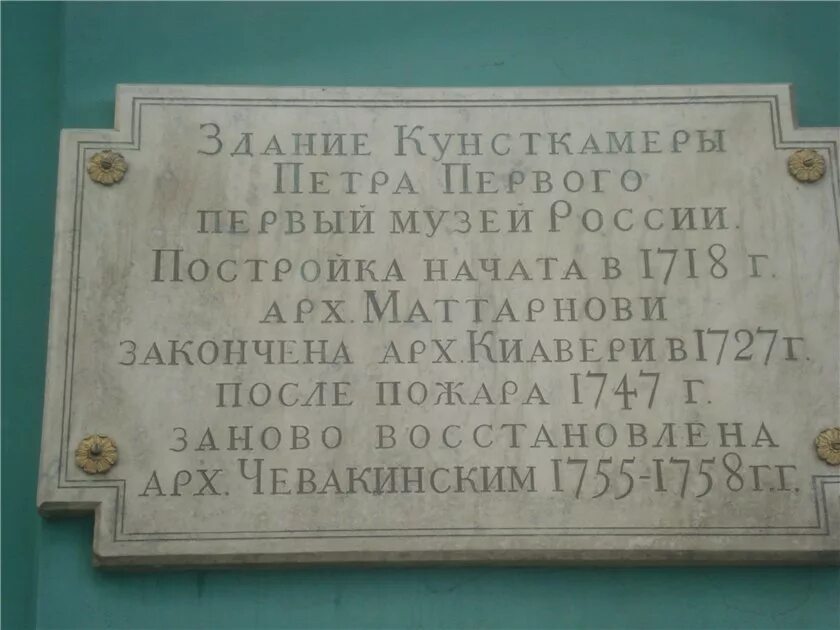 Здание Кунсткамеры
Петра Первого
первый музей России.
Постройка начата в 1718 г.
арх. Маттарнови
закончена арх. Киавери в 1727 г.
после пожара 1747 г.
заново восстановлена
арх. Чевакинским 1755-1758 г.г.